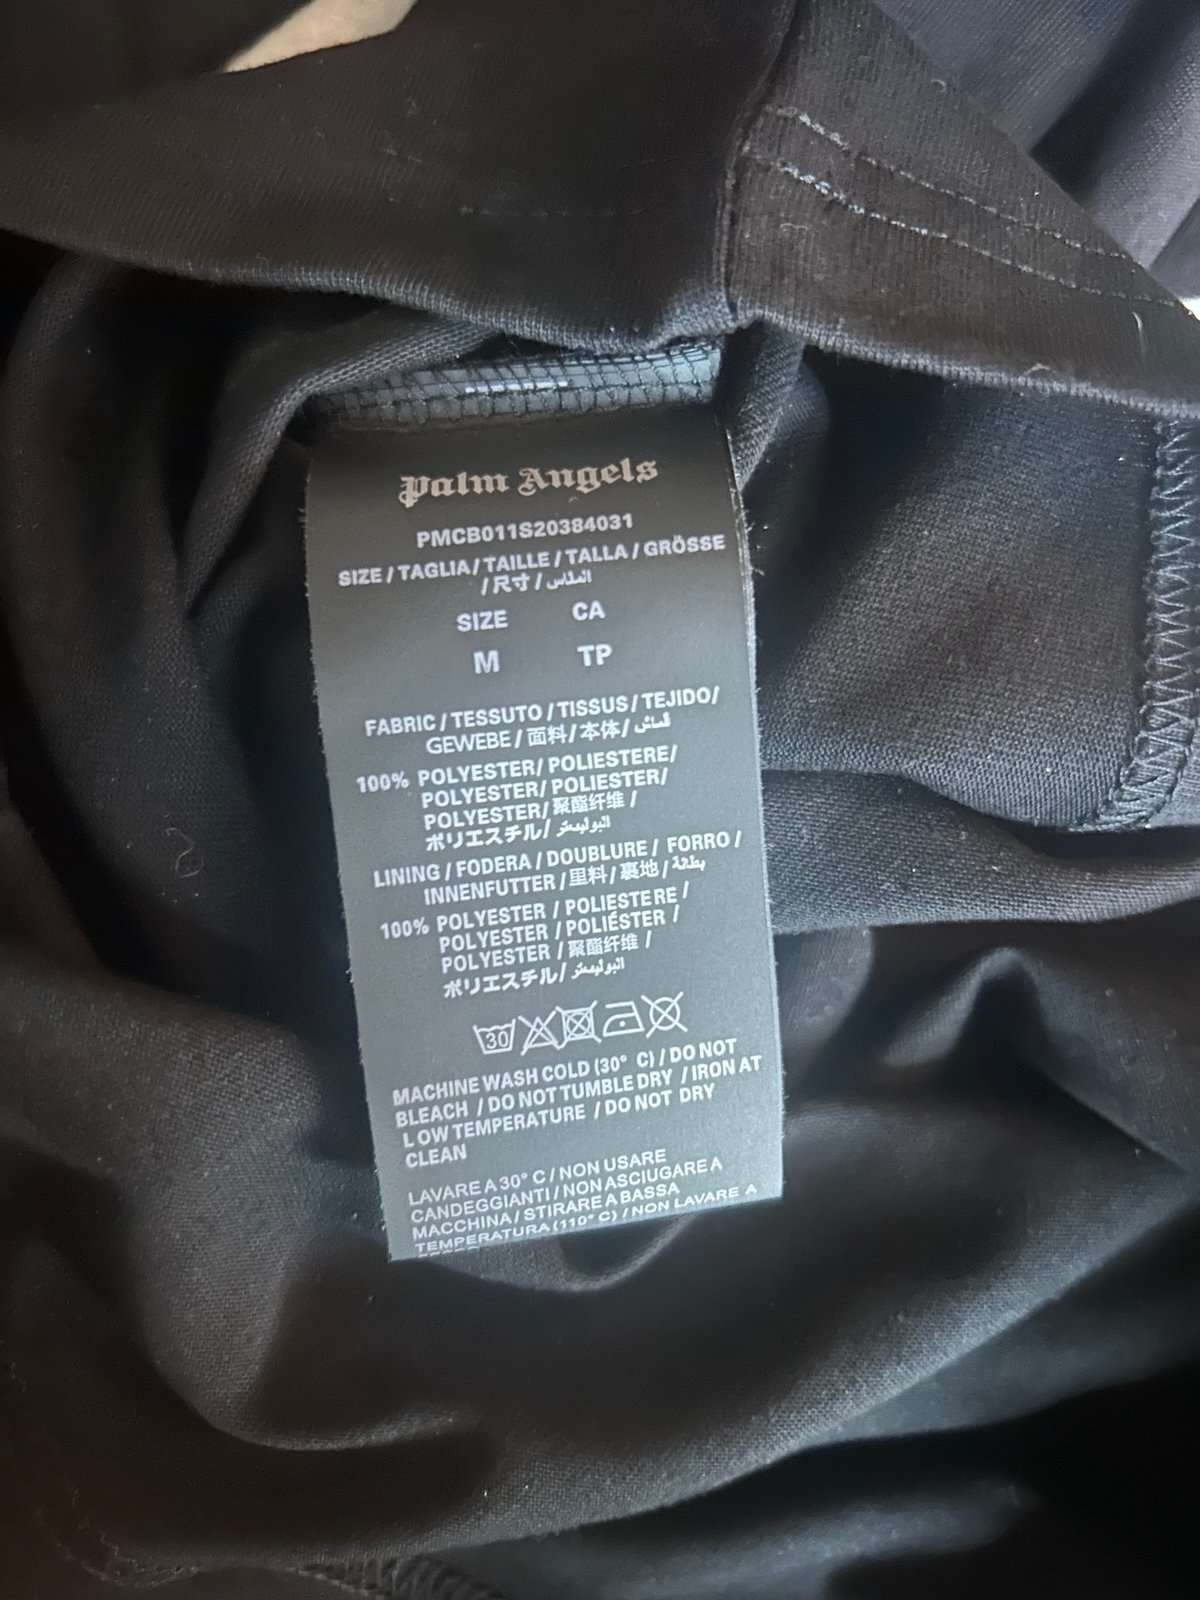 Palm Angels
PMCB011S20384031
SIZE / TAGLIA / TAILLE / TALLA / GRÖSSE
/ 尺寸 / المقاس
SIZE CA
M TP
FABRIC / TESSUTO / TISSUS / TEJIDO/
GEWEBE / 面料 / 本体 / قماش
100% POLYESTER/ POLIESTERE/
POLYESTER/ POLIESTER/
POLYESTER/ 聚酯纤维 /
ポリエステル/ البوليستر
LINING / FODERA / DOUBLURE / FORRO /
INNENFUTTER / 里料 / 裏地 / بطانة
100% POLYESTER / POLIESTERE /
POLYESTER / POLIÉSTER /
POLYESTER / 聚酯纤维 /
ポリエステル/ البوليستر
30
MACHINE WASH COLD (30° C) / DO NOT
BLEACH / DO NOT TUMBLE DRY / IRON AT
LOW TEMPERATURE / DO NOT DRY
CLEAN
LAVARE A 30° C / NON USARE
CANDEGGIANTI / NON ASCIUGARE A
MACCHINA / STIRARE A BASSA
TEMPERATURA (110° C) / NON LAVARE A